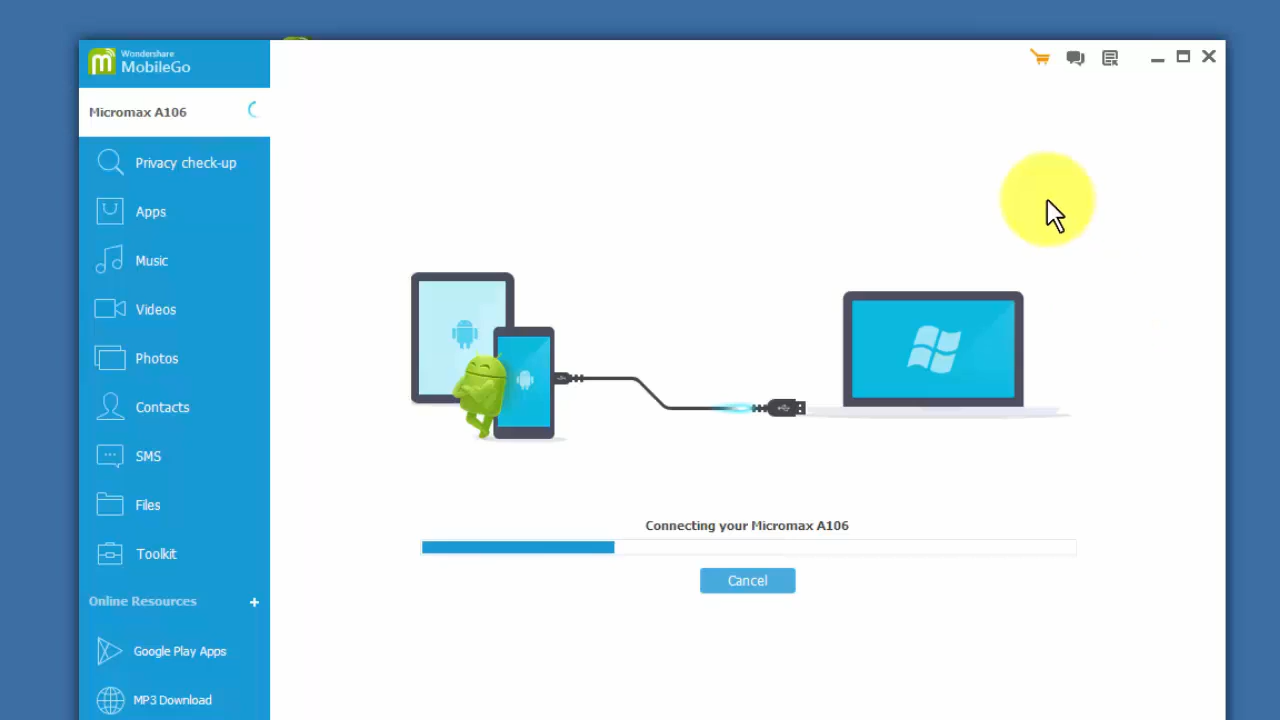 Wondershare
MobileGo
Micromax A106
Privacy check-up
Apps
Music
Videos
Photos
Contacts
SMS
Files
Toolkit
Online Resources +
Google Play Apps
MP3 Download
Connecting your Micromax A106
Cancel